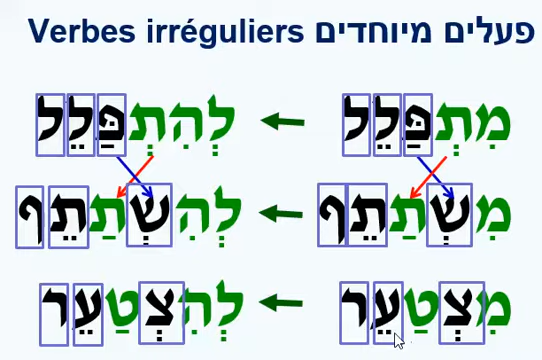 Verbes irréguliers פעלים מיוחדים
מִתְפַּלֵּל ← לְהִתְפַּלֵּל
מִשְׁתַּתֵּף ← לְהִשְׁתַּתֵּף
מִצְטַעֵר ← לְהִצְטַעֵר